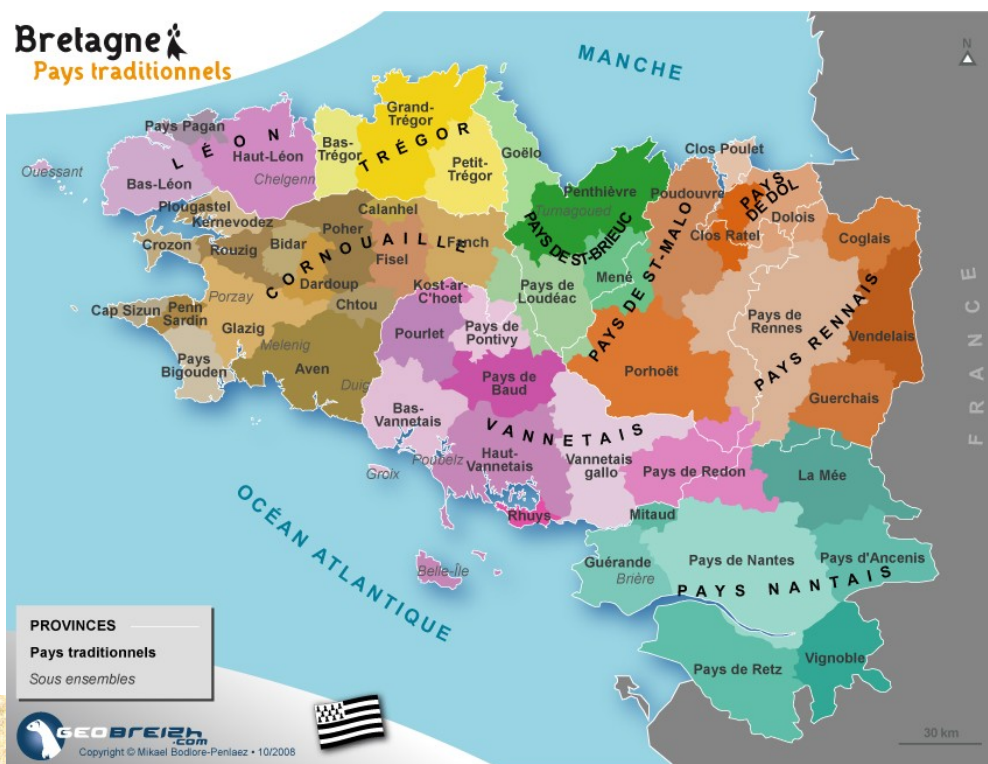 Bretagne
Pays traditionnels
MANCHE
N
FRANCE
OCÉAN ATLANTIQUE
LÉON
Pays Pagan
Haut-Léon
Bas-Léon
Chelgenn
Ouessant
TRÉGOR
Bas-
Trégor
Grand-
Trégor
Petit-
Trégor
Goëlo
PAYS DE ST-BRIEUC
Penthièvre
Turnagoued
Pays de
Loudéac
Mené
PAYS DE ST-MALO
Poudouvre
Clos Poulet
Clos Ratel
Porhoët
PAYS
DE DOL
Dolois
PAYS RENNAIS
Coglais
Pays de
Rennes
Vendelais
Guerchais
CORNOUAILLE
Plougastel
Kernevodez
Crozon
Rouzig
Bidar
Poher
Calanhel
Fisel
Fanch
Dardoup
Kost-ar-
C'hoet
Chtou
Porzay
Cap Sizun
Penn
Sardin
Glazig
Melenig
Pays
Bigouden
Aven
Duig
VANNETAIS
Pourlet
Pays de
Pontivy
Pays de
Baud
Bas-
Vannetais
Haut-
Vannetais
Vannetais
gallo
Poubelz
Groix
Rhuys
Belle-Île
Pays de Redon
PAYS NANTAIS
La Mée
Mitaud
Guérande
Brière
Pays de Nantes
Pays d'Ancenis
Pays de Retz
Vignoble
PROVINCES
Pays traditionnels
Sous ensembles
GEOBREIZH
.com
Copyright © Mikael Bodlore-Penlaez • 10/2008
30 km